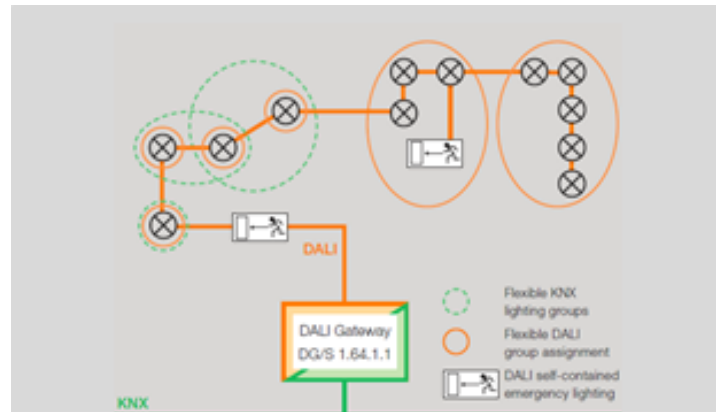 DALI
DALI Gateway
DG/S 1.64.1.1
KNX
Flexible KNX
lighting groups
Flexible DALI
group assignment
DALI self-contained
emergency lighting